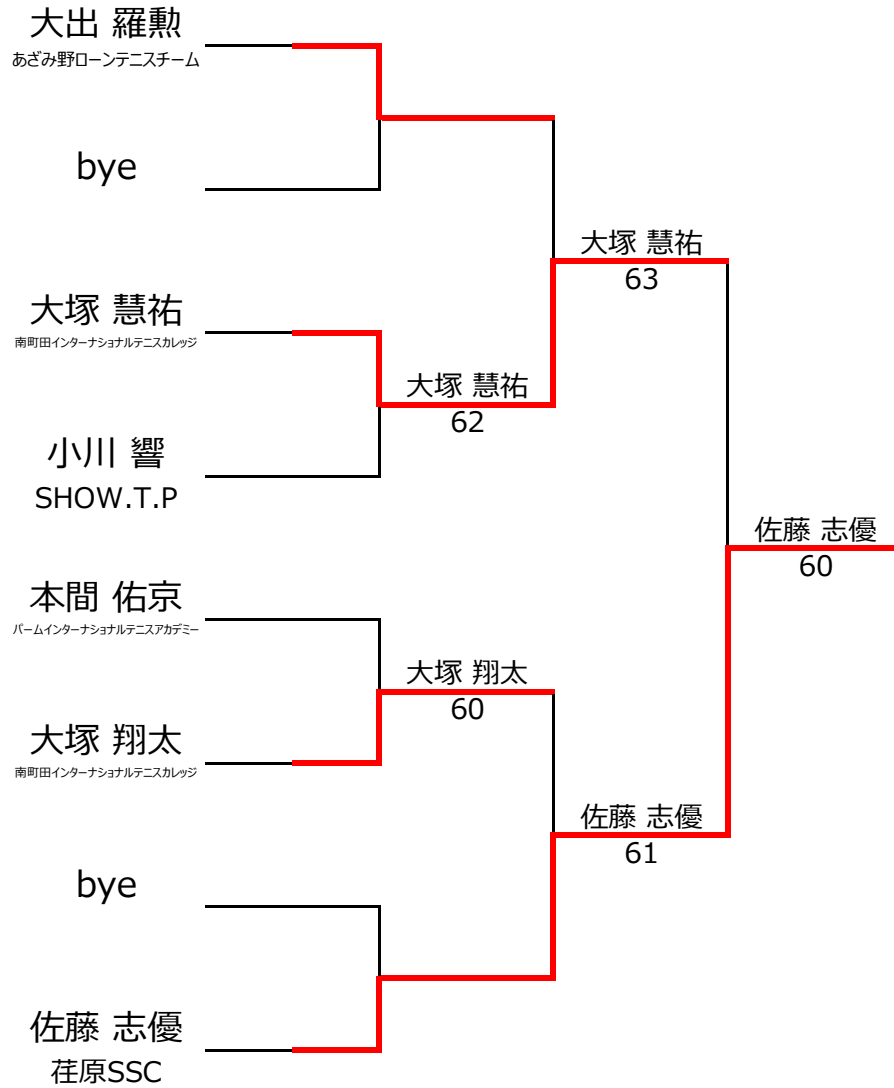 大出 羅勲
あざみ野ローンテニスチーム
bye
大塚 慧祐
63
大塚 慧祐
南町田インターナショナルテニスカレッジ
大塚 慧祐
62
小川 響
SHOW.T.P
佐藤 志優
60
本間 佑京
パームインターナショナルテニスアカデミー
大塚 翔太
60
大塚 翔太
南町田インターナショナルテニスカレッジ
佐藤 志優
61
bye
佐藤 志優
荏原SSC